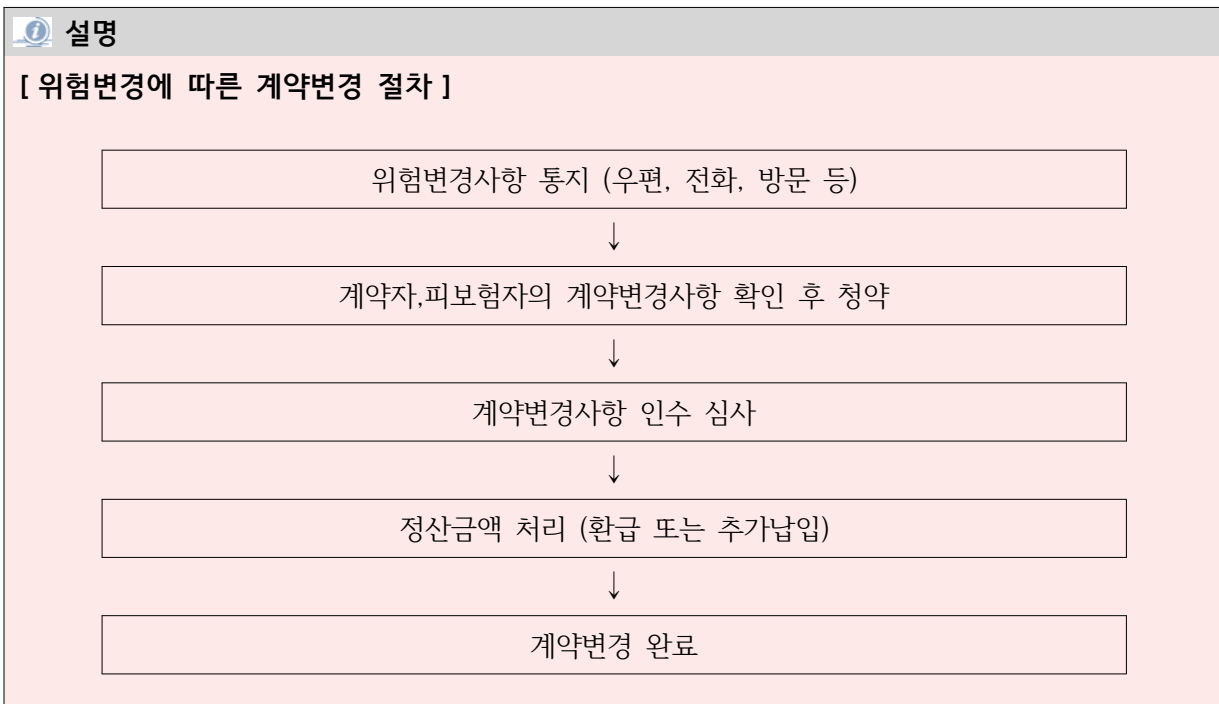 설명
[ 위험변경에 따른 계약변경 절차 ]
위험변경사항 통지 (우편, 전화, 방문 등)
↓
계약자,피보험자의 계약변경사항 확인 후 청약
↓
계약변경사항 인수 심사
↓
정산금액 처리 (환급 또는 추가납입)
↓
계약변경 완료